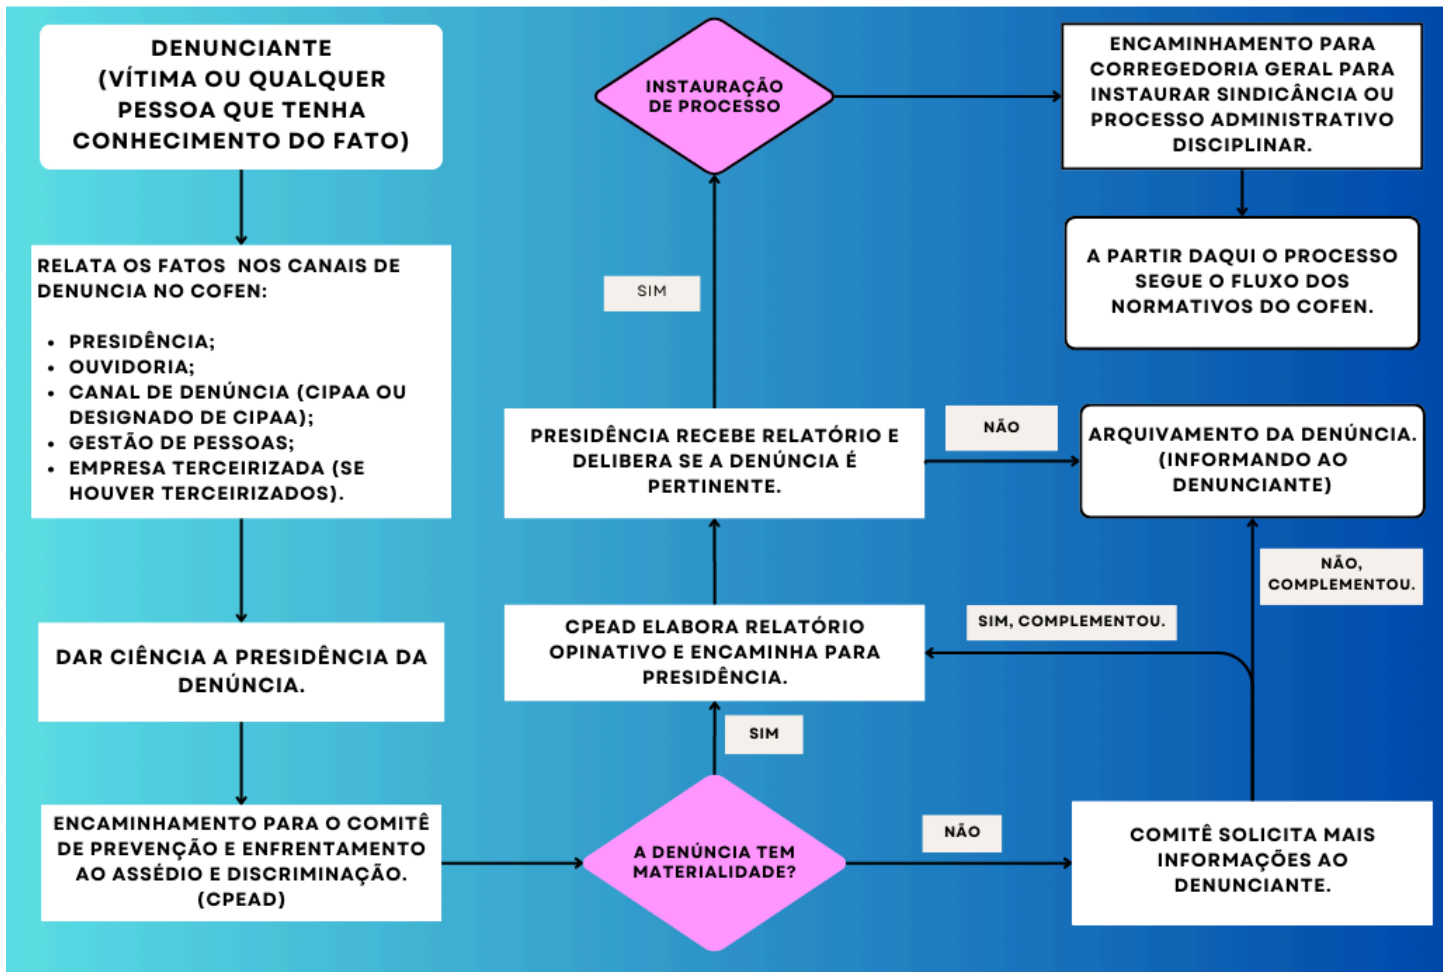 DENUNCIANTE
(VÍTIMA OU QUALQUER
PESSOA QUE TENHA
CONHECIMENTO DO FATO)
RELATA OS FATOS  NOS CANAIS DE
DENUNCIA NO COFEN:
• PRESIDÊNCIA;
• OUVIDORIA;
• CANAL DE DENÚNCIA (CIPAA OU
DESIGNADO DE CIPAA);
• GESTÃO DE PESSOAS;
• EMPRESA TERCEIRIZADA (SE
HOUVER TERCEIRIZADOS).
DAR CIÊNCIA A PRESIDÊNCIA DA
DENÚNCIA.
ENCAMINHAMENTO PARA O COMITÊ
DE PREVENÇÃO E ENFRENTAMENTO
AO ASSÉDIO E DISCRIMINAÇÃO.
(CPEAD)
A DENÚNCIA TEM
MATERIALIDADE?
SIM
NÃO
COMITÊ SOLICITA MAIS
INFORMAÇÕES AO
DENUNCIANTE.
SIM, COMPLEMENTOU.
NÃO,
COMPLEMENTOU.
CPEAD ELABORA RELATÓRIO
OPINATIVO E ENCAMINHA PARA
PRESIDÊNCIA.
PRESIDÊNCIA RECEBE RELATÓRIO E
DELIBERA SE A DENÚNCIA É
PERTINENTE.
NÃO
ARQUIVAMENTO DA DENÚNCIA.
(INFORMANDO AO
DENUNCIANTE)
SIM
INSTAURAÇÃO
DE PROCESSO
ENCAMINHAMENTO PARA
CORREGEDORIA GERAL PARA
INSTAURAR SINDICÂNCIA OU
PROCESSO ADMINISTRATIVO
DISCIPLINAR.
A PARTIR DAQUI O PROCESSO
SEGUE O FLUXO DOS
NORMATIVOS DO COFEN.